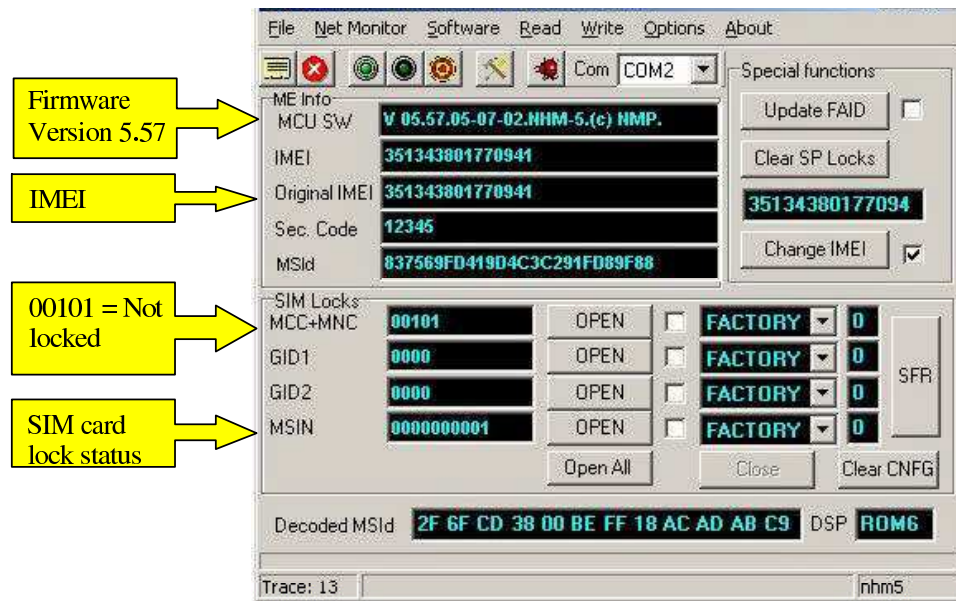 File Net Monitor Software Read Write Options About
Com COM2
Special functions
Firmware
Version 5.57
ME Info
MCU SW V 05.57.05-07-02.NHM-5.(c) NMP.
Update FAID
IMEI 351343801770941
Clear SP Locks
IMEI
Original IMEI 351343801770941
35134380177094
Sec. Code 12345
Change IMEI
MSId 837569FD419D4C3C291FD89F88
00101 = Not
locked
SIM Locks
MCC+MNC 00101 OPEN FACTORY 0
GID1 0000 OPEN FACTORY 0
SFR
GID2 0000 OPEN FACTORY 0
SIM card
lock status
MSIN 0000000001 OPEN FACTORY 0
Open All Close Clear CNFG
Decoded MSId 2F 6F CD 38 00 BE FF 18 AC AD AB C9 DSP ROM6
Trace: 13 nhm5